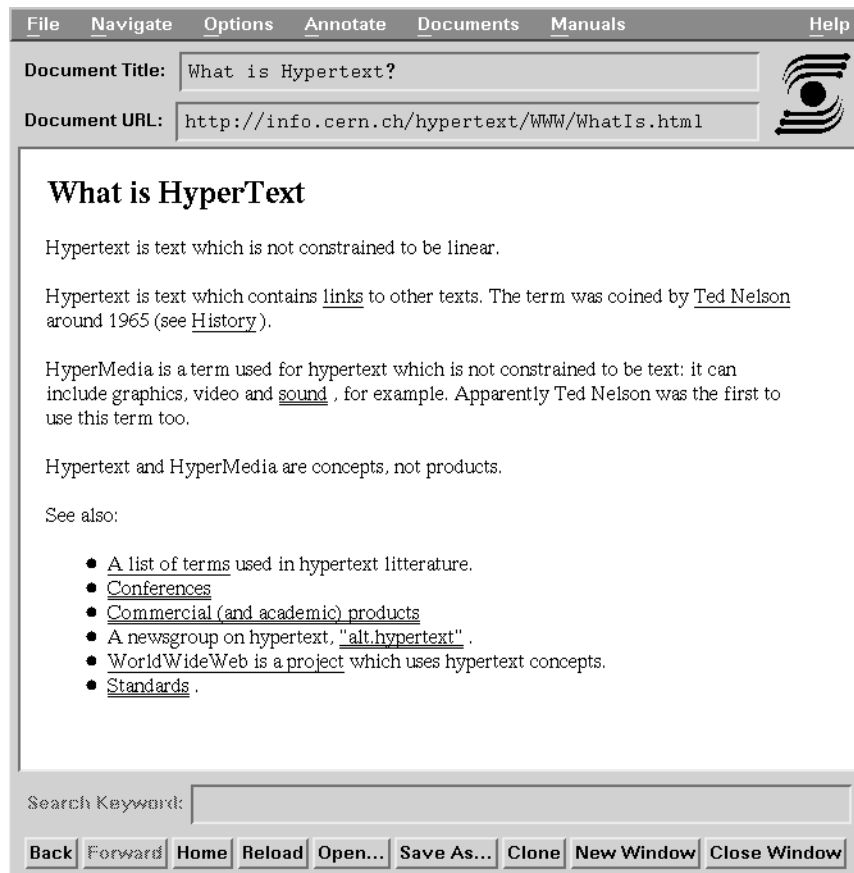 File Navigate Options Annotate Documents Manuals Help
Document Title: What is Hypertext?
Document URL: http://info.cern.ch/hypertext/WWW/WhatIs.html
What is HyperText
Hypertext is text which is not constrained to be linear.
Hypertext is text which contains links to other texts. The term was coined by Ted Nelson
around 1965 (see History ).
HyperMedia is a term used for hypertext which is not constrained to be text: it can
include graphics, video and sound , for example. Apparently Ted Nelson was the first to
use this term too.
Hypertext and HyperMedia are concepts, not products.
See also:
● A list of terms used in hypertext litterature.
● Conferences
● Commercial (and academic) products
● A newsgroup on hypertext, "alt.hypertext" .
● WorldWideWeb is a project which uses hypertext concepts.
● Standards .
Search Keyword:
Back Forward Home Reload Open... Save As... Clone New Window Close Window